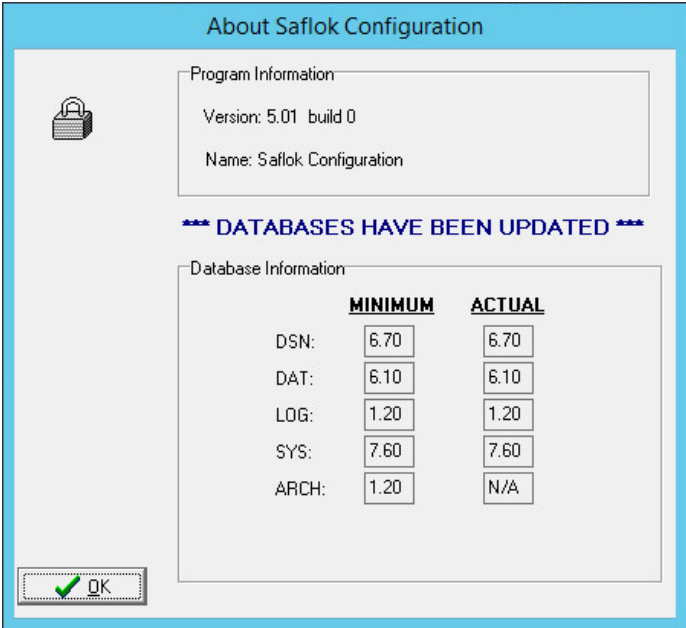 About Saflok Configuration
Program Information
Version: 5.01 build 0
Name: Saflok Configuration
*** DATABASES HAVE BEEN UPDATED ***
Database Information
MINIMUM ACTUAL
DSN: 6.70 6.70
DAT: 6.10 6.10
LOG: 1.20 1.20
SYS: 7.60 7.60
ARCH: 1.20 N/A
OK